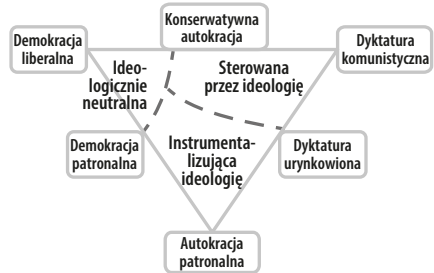 Konserwatywna
autokracja
Demokracja
liberalna
Dyktatura
komunistyczna
Ideo-
logicznie
neutralna
Sterowana
przez ideologię
Demokracja
patronalna
Instrumenta-
lizująca
ideologię
Dyktatura
urynkowiona
Autokracja
patronalna